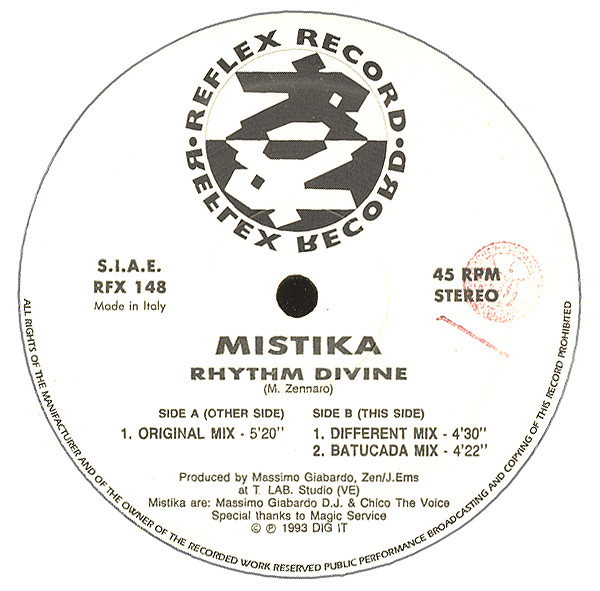 ·REFLEX RECORD·
REFLEX RECORD
S.I.A.E.
RFX 148
Made in Italy
45 RPM
STEREO
MISTIKA
RHYTHM DIVINE
(M. Zennaro)
SIDE A (OTHER SIDE)
1. ORIGINAL MIX - 5'20"
SIDE B (THIS SIDE)
1. DIFFERENT MIX - 4'30"
2. BATUCADA MIX - 4'22"
Produced by Massimo Giabardo, Zen/J.Ems
at T. LAB. Studio (VE)
Mistika are: Massimo Giabardo D.J. & Chico The Voice
Special thanks to Magic Service
© ℗ 1993 DIG IT
ALL RIGHTS OF THE MANUFACTURER AND OF THE OWNER OF THE RECORDED WORK RESERVED PUBLIC PERFORMANCE BROADCASTING AND COPYING OF THIS RECORD PROHIBITED